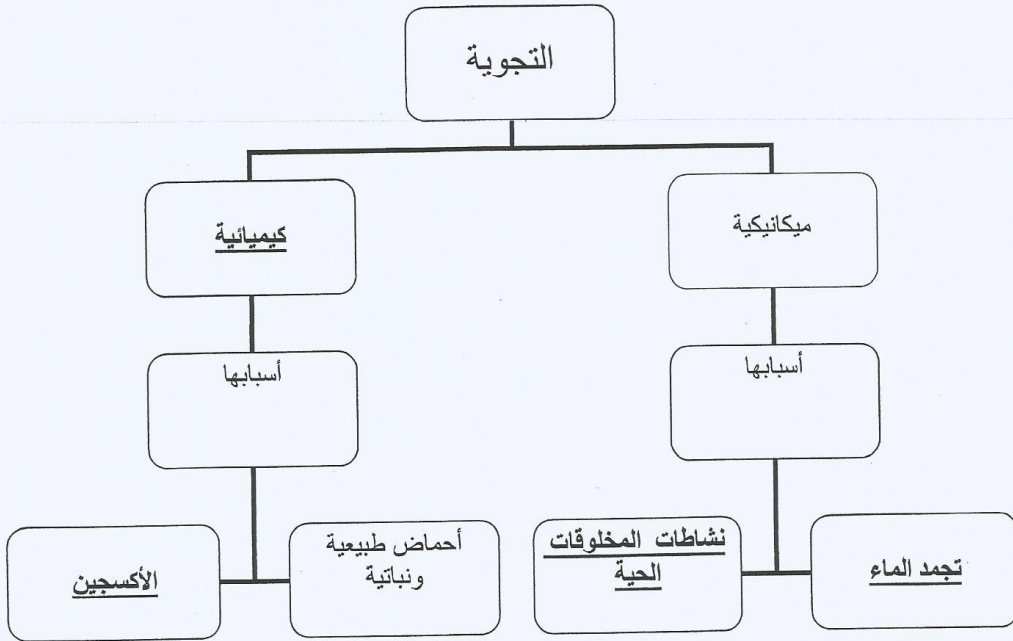 التجوية
ميكانيكية
كيميائية
أسبابها
أسبابها
تجمد الماء
نشاطات المخلوقات
الحية
أحماض طبيعية
ونباتية
الأكسجين